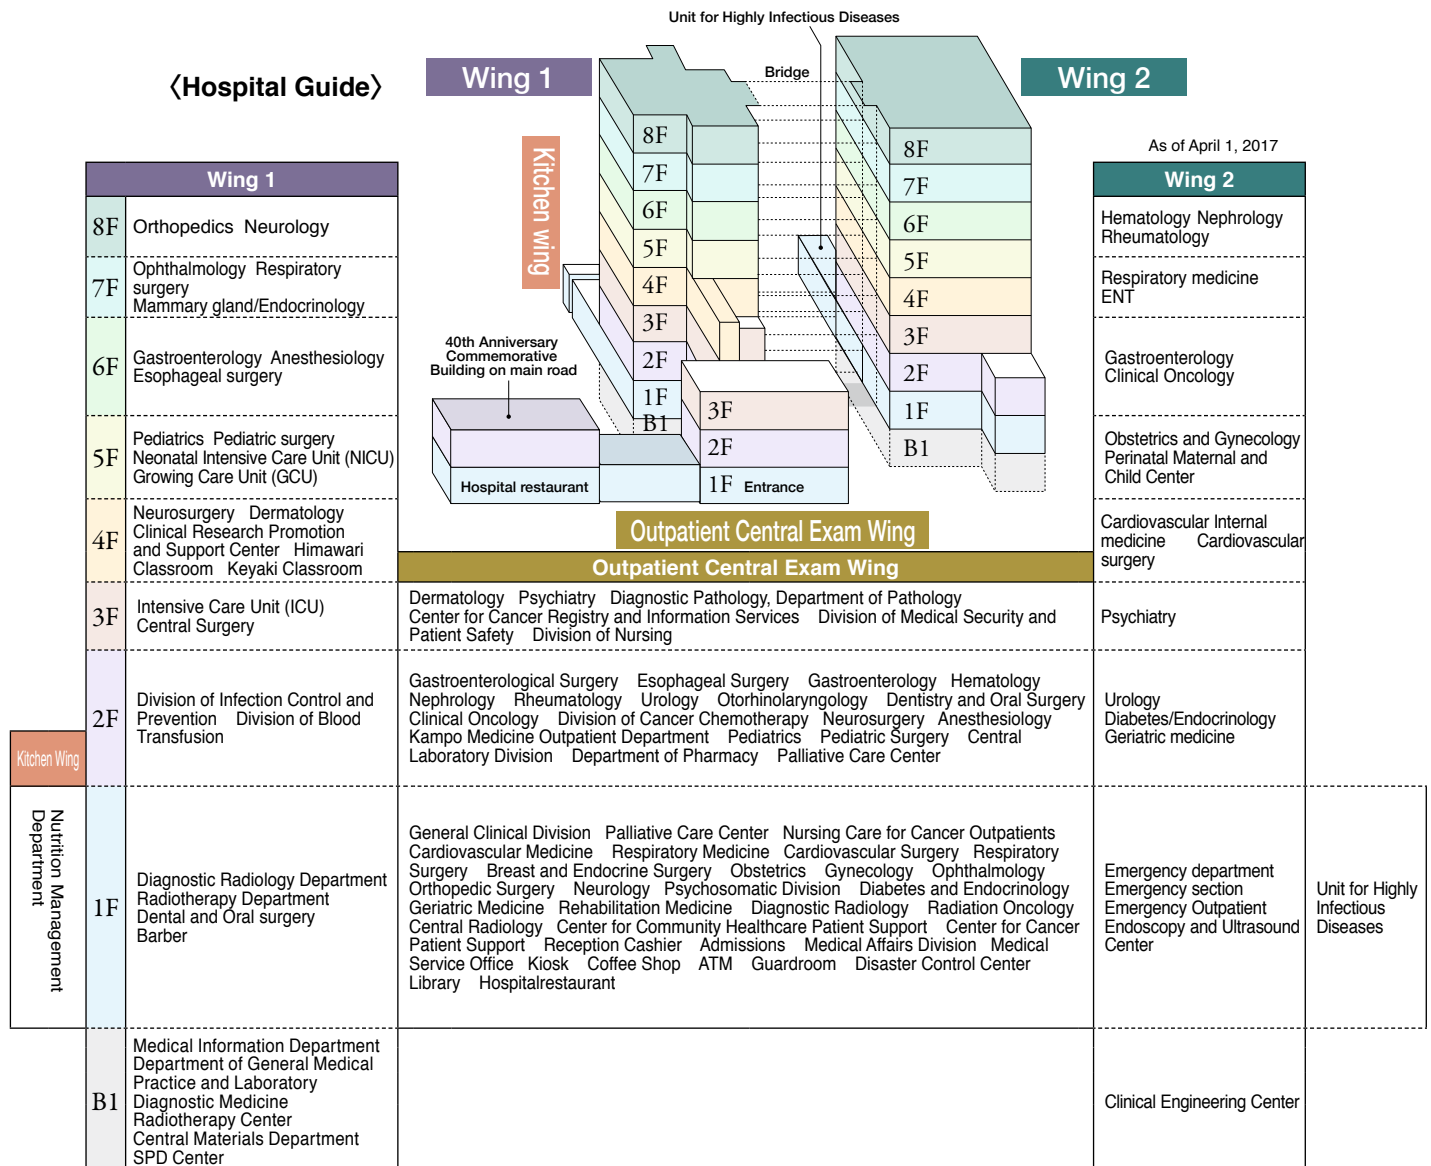 Unit for Highly Infectious Diseases
〈Hospital Guide〉
Wing 1
Bridge
Wing 2
Kitchen wing
As of April 1, 2017
8F
7F
6F
5F
4F
3F
2F
1F
B1
8F
7F
6F
5F
4F
3F
2F
1F
B1
40th Anniversary
Commemorative
Building on main road
3F
2F
1F Entrance
Hospital restaurant
Outpatient Central Exam Wing
Wing 1
Wing 2
8F
Orthopedics Neurology
Hematology Nephrology
Rheumatology
7F
Ophthalmology Respiratory
surgery
Mammary gland/Endocrinology
Respiratory medicine
ENT
6F
Gastroenterology Anesthesiology
Esophageal surgery
Gastroenterology
Clinical Oncology
5F
Pediatrics Pediatric surgery
Neonatal Intensive Care Unit (NICU)
Growing Care Unit (GCU)
Obstetrics and Gynecology
Perinatal Maternal and
Child Center
4F
Neurosurgery Dermatology
Clinical Research Promotion
and Support Center Himawari
Classroom Keyaki Classroom
Cardiovascular Internal
medicine Cardiovascular
surgery
Outpatient Central Exam Wing
3F
Intensive Care Unit (ICU)
Central Surgery
Dermatology Psychiatry Diagnostic Pathology, Department of Pathology
Center for Cancer Registry and Information Services Division of Medical Security and
Patient Safety Division of Nursing
Psychiatry
2F
Division of Infection Control and
Prevention Division of Blood
Transfusion
Gastroenterological Surgery Esophageal Surgery Gastroenterology Hematology
Nephrology Rheumatology Urology Otorhinolaryngology Dentistry and Oral Surgery
Clinical Oncology Division of Cancer Chemotherapy Neurosurgery Anesthesiology
Kampo Medicine Outpatient Department Pediatrics Pediatric Surgery Central
Laboratory Division Department of Pharmacy Palliative Care Center
Urology
Diabetes/Endocrinology
Geriatric medicine
Kitchen Wing
Nutrition Management
Department
1F
Diagnostic Radiology Department
Radiotherapy Department
Dental and Oral surgery
Barber
General Clinical Division Palliative Care Center Nursing Care for Cancer Outpatients
Cardiovascular Medicine Respiratory Medicine Cardiovascular Surgery Respiratory
Surgery Breast and Endocrine Surgery Obstetrics Gynecology Ophthalmology
Orthopedic Surgery Neurology Psychosomatic Division Diabetes and Endocrinology
Geriatric Medicine Rehabilitation Medicine Diagnostic Radiology Radiation Oncology
Central Radiology Center for Community Healthcare Patient Support Center for Cancer
Patient Support Reception Cashier Admissions Medical Affairs Division Medical
Service Office Kiosk Coffee Shop ATM Guardroom Disaster Control Center
Library Hospitalrestaurant
Emergency department
Emergency section
Emergency Outpatient
Endoscopy and Ultrasound
Center
Unit for Highly
Infectious
Diseases
B1
Medical Information Department
Department of General Medical
Practice and Laboratory
Diagnostic Medicine
Radiotherapy Center
Central Materials Department
SPD Center
Clinical Engineering Center